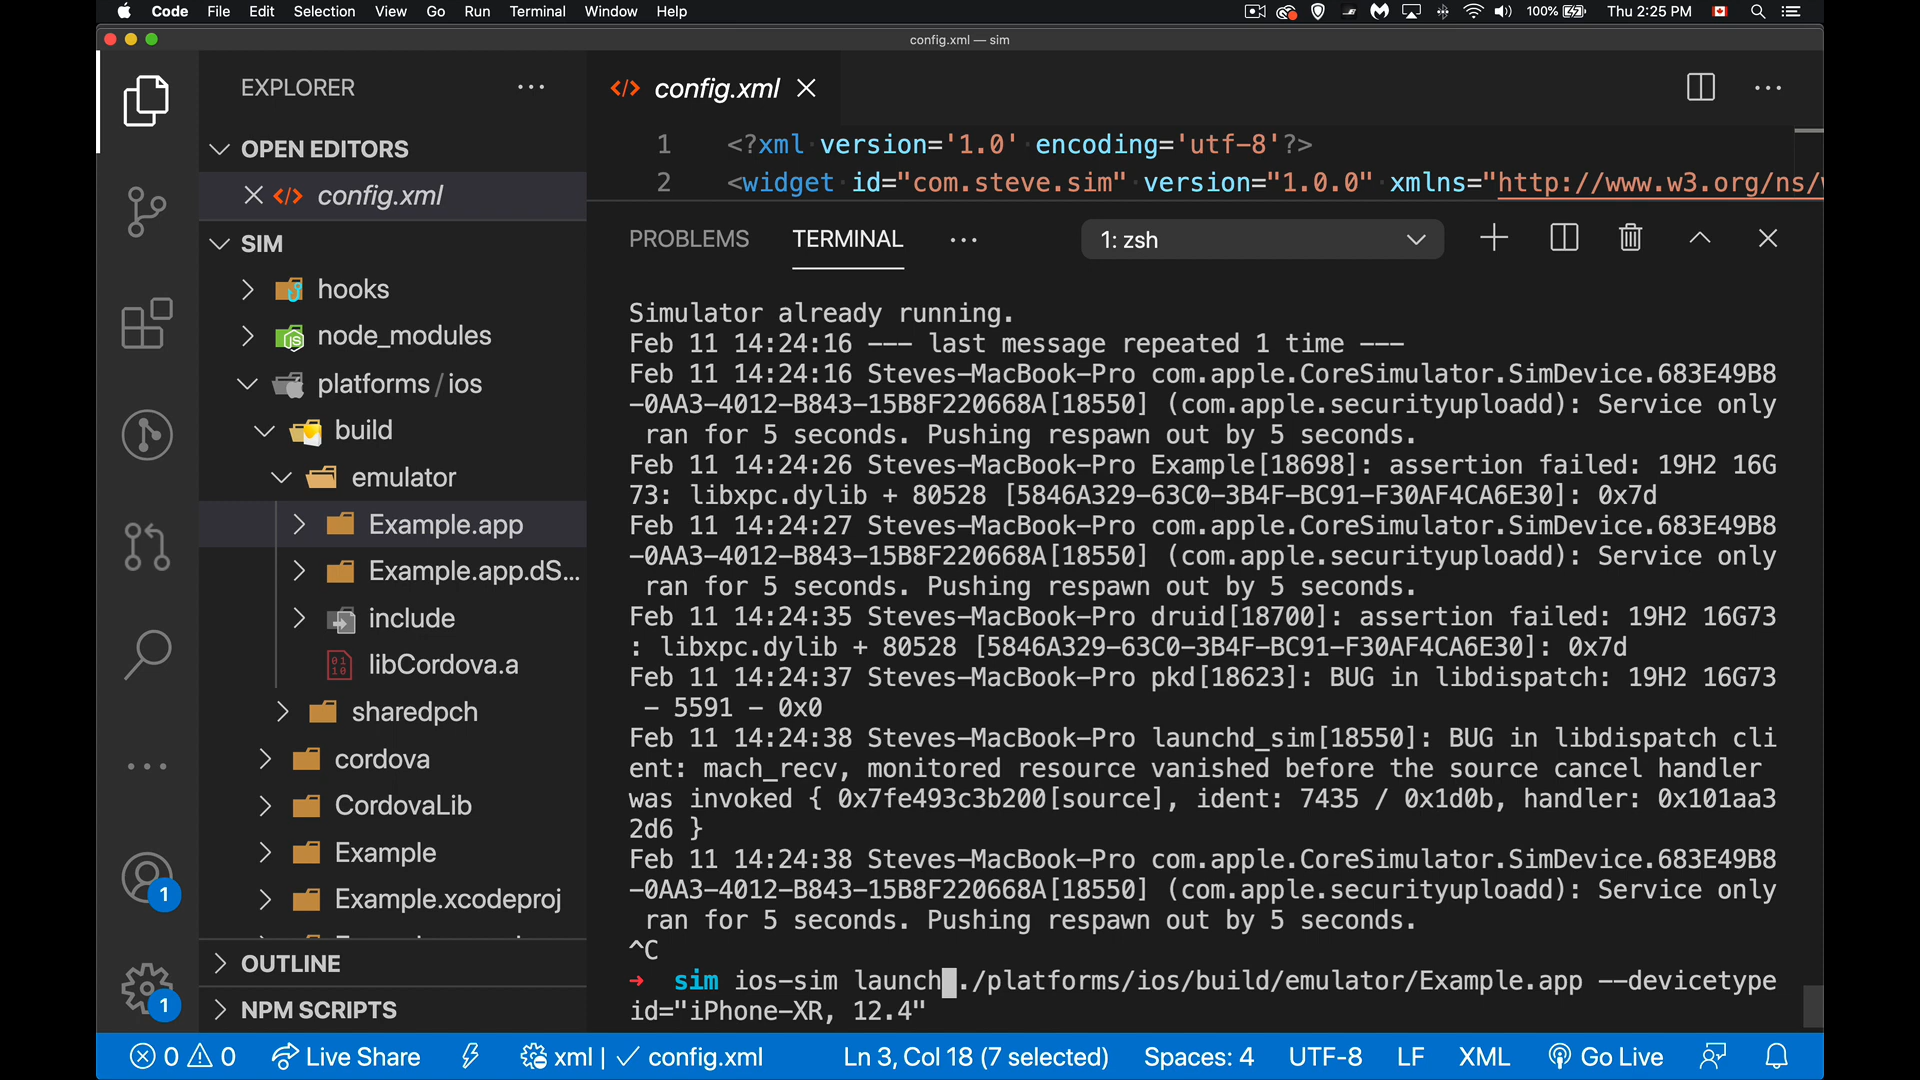 Code File Edit Selection View Go Run Terminal Window Help 100% Thu 2:25 PM
config.xml — sim
EXPLORER
OPEN EDITORS
config.xml
SIM
hooks
node_modules
platforms / ios
build
emulator
Example.app
Example.app.dS...
include
libCordova.a
sharedpch
cordova
CordovaLib
Example
Example.xcodeproj
OUTLINE
NPM SCRIPTS
1
1
config.xml
1 <?xml version='1.0' encoding='utf-8'?>
2 <widget id="com.steve.sim" version="1.0.0" xmlns="http://www.w3.org/ns/
PROBLEMS TERMINAL 1: zsh
Simulator already running.
Feb 11 14:24:16 --- last message repeated 1 time ---
Feb 11 14:24:16 Steves-MacBook-Pro com.apple.CoreSimulator.SimDevice.683E49B8
-0AA3-4012-B843-15B8F220668A[18550] (com.apple.securityuploadd): Service only
ran for 5 seconds. Pushing respawn out by 5 seconds.
Feb 11 14:24:26 Steves-MacBook-Pro Example[18698]: assertion failed: 19H2 16G
73: libxpc.dylib + 80528 [5846A329-63C0-3B4F-BC91-F30AF4CA6E30]: 0x7d
Feb 11 14:24:27 Steves-MacBook-Pro com.apple.CoreSimulator.SimDevice.683E49B8
-0AA3-4012-B843-15B8F220668A[18550] (com.apple.securityuploadd): Service only
ran for 5 seconds. Pushing respawn out by 5 seconds.
Feb 11 14:24:35 Steves-MacBook-Pro druid[18700]: assertion failed: 19H2 16G73
: libxpc.dylib + 80528 [5846A329-63C0-3B4F-BC91-F30AF4CA6E30]: 0x7d
Feb 11 14:24:37 Steves-MacBook-Pro pkd[18623]: BUG in libdispatch: 19H2 16G73
- 5591 - 0x0
Feb 11 14:24:38 Steves-MacBook-Pro launchd_sim[18550]: BUG in libdispatch cli
ent: mach_recv, monitored resource vanished before the source cancel handler
was invoked { 0x7fe493c3b200[source], ident: 7435 / 0x1d0b, handler: 0x101aa3
2d6 }
Feb 11 14:24:38 Steves-MacBook-Pro com.apple.CoreSimulator.SimDevice.683E49B8
-0AA3-4012-B843-15B8F220668A[18550] (com.apple.securityuploadd): Service only
ran for 5 seconds. Pushing respawn out by 5 seconds.
^C
➜ sim ios-sim launch ./platforms/ios/build/emulator/Example.app --devicetype
id="iPhone-XR, 12.4"
0 0 Live Share xml | ✓ config.xml Ln 3, Col 18 (7 selected) Spaces: 4 UTF-8 LF XML Go Live